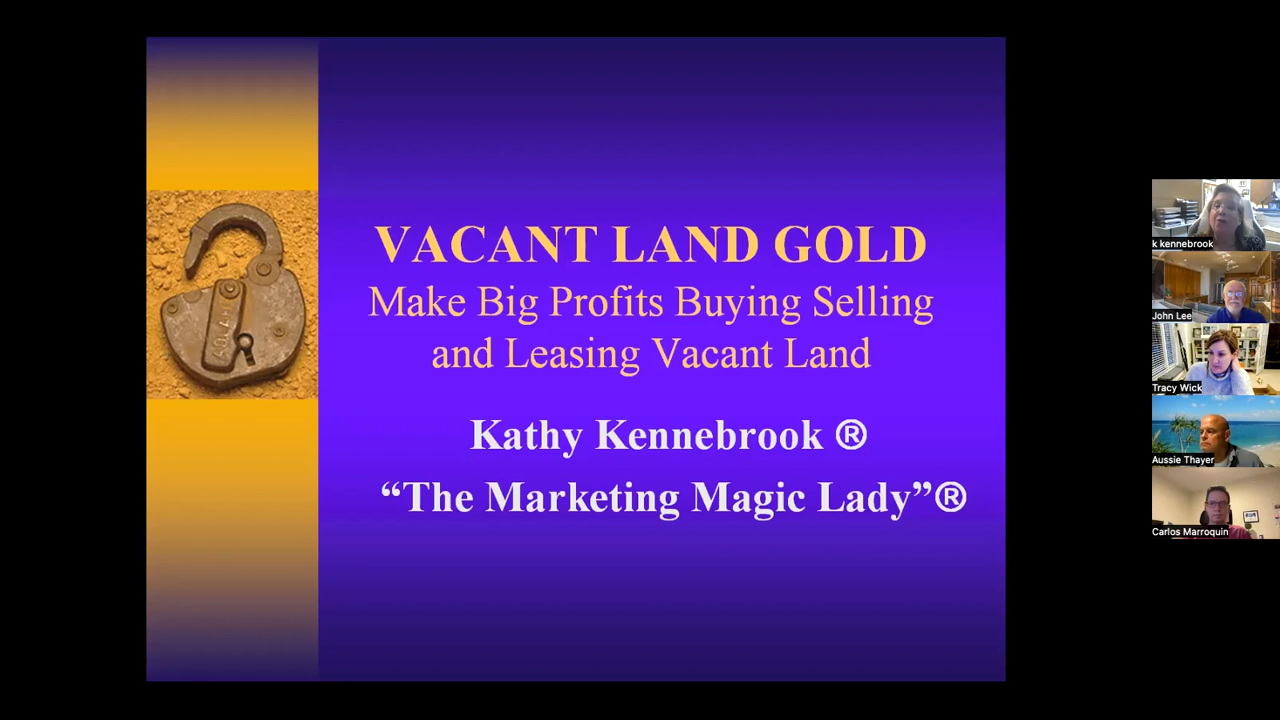 VACANT LAND GOLD
Make Big Profits Buying Selling
and Leasing Vacant Land
Kathy Kennebrook ®
“The Marketing Magic Lady”®
k kennebrook
John Lee
Tracy Wick
Aussie Thayer
Carlos Marroquin